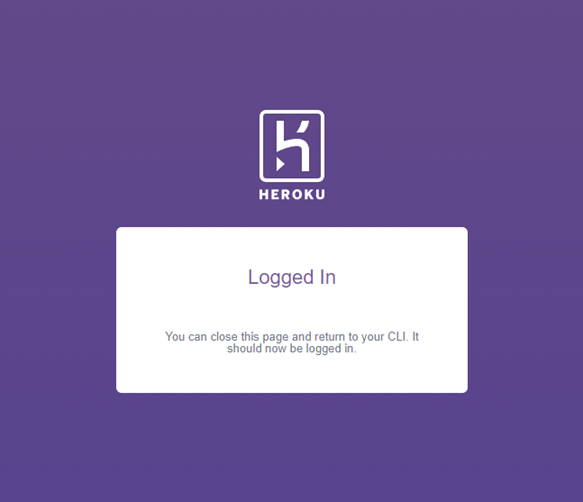 HEROKU
Logged In
You can close this page and return to your CLI. It
should now be logged in.